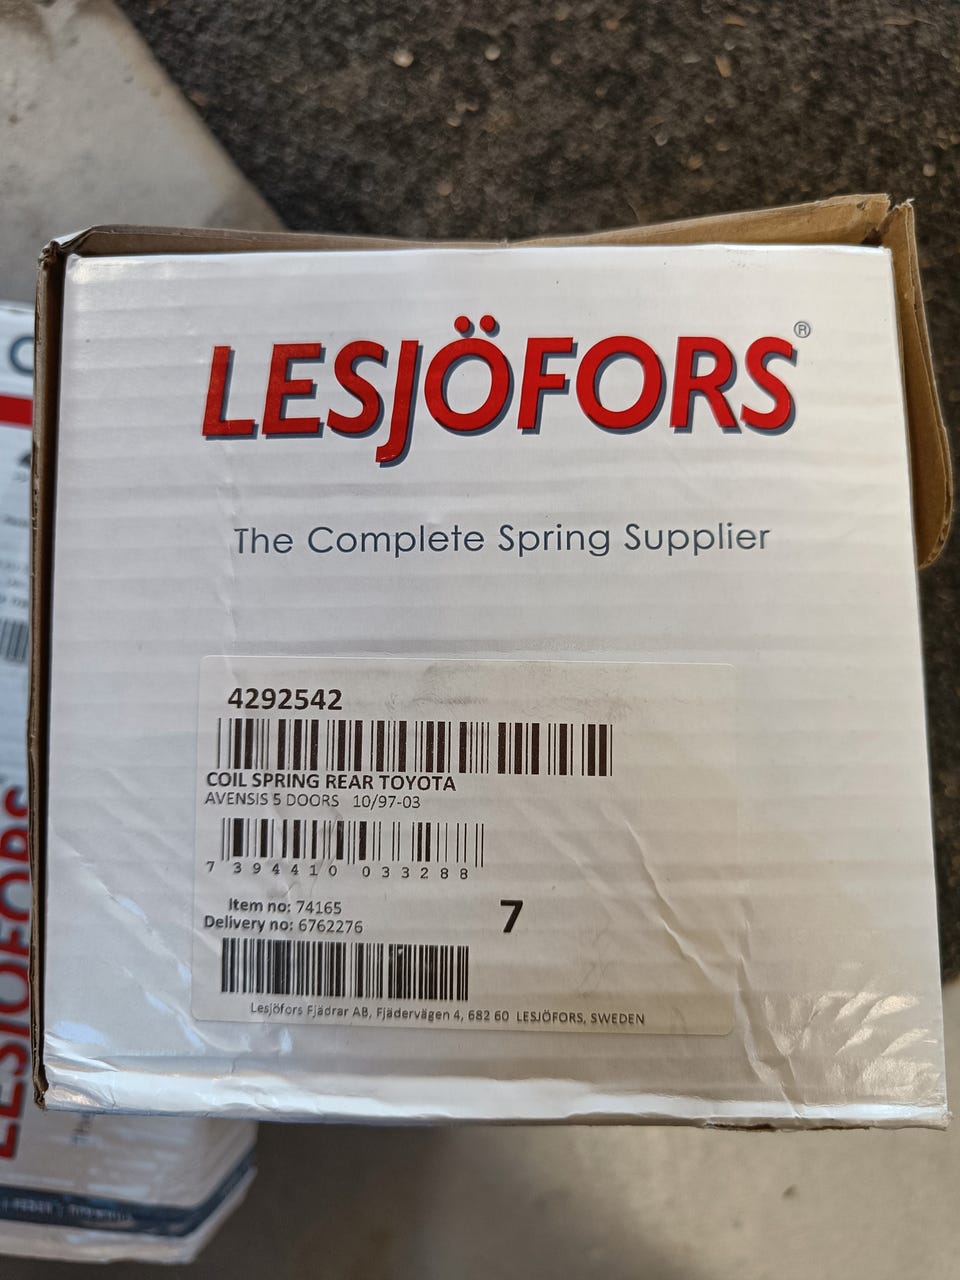 LESJÖFORS®
The Complete Spring Supplier
4292542
COIL SPRING REAR TOYOTA
AVENSIS 5 DOORS 10/97-03
7 394410 033288
Item no: 74165
7
Delivery no: 6762276
Lesjöfors Fjädrar AB, Fjädervägen 4, 682 60 LESJÖFORS, SWEDEN
LESJÖFORS